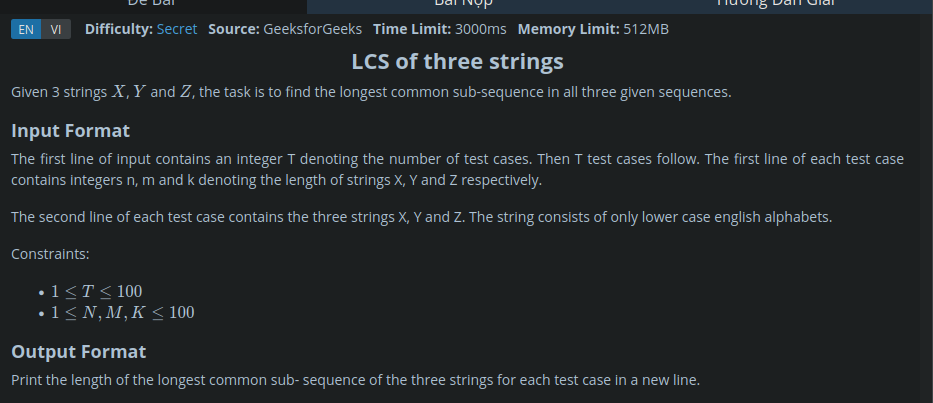 Đề Bài
Bài Nộp
Hướng Dẫn Giải
EN VI Difficulty: Secret Source: GeeksforGeeks Time Limit: 3000ms Memory Limit: 512MB
LCS of three strings
Given 3 strings X, Y and Z, the task is to find the longest common sub-sequence in all three given sequences.
Input Format
The first line of input contains an integer T denoting the number of test cases. Then T test cases follow. The first line of each test case
contains integers n, m and k denoting the length of strings X, Y and Z respectively.
The second line of each test case contains the three strings X, Y and Z. The string consists of only lower case english alphabets.
Constraints:
• 1 ≤ T ≤ 100
• 1 ≤ N, M, K ≤ 100
Output Format
Print the length of the longest common sub- sequence of the three strings for each test case in a new line.